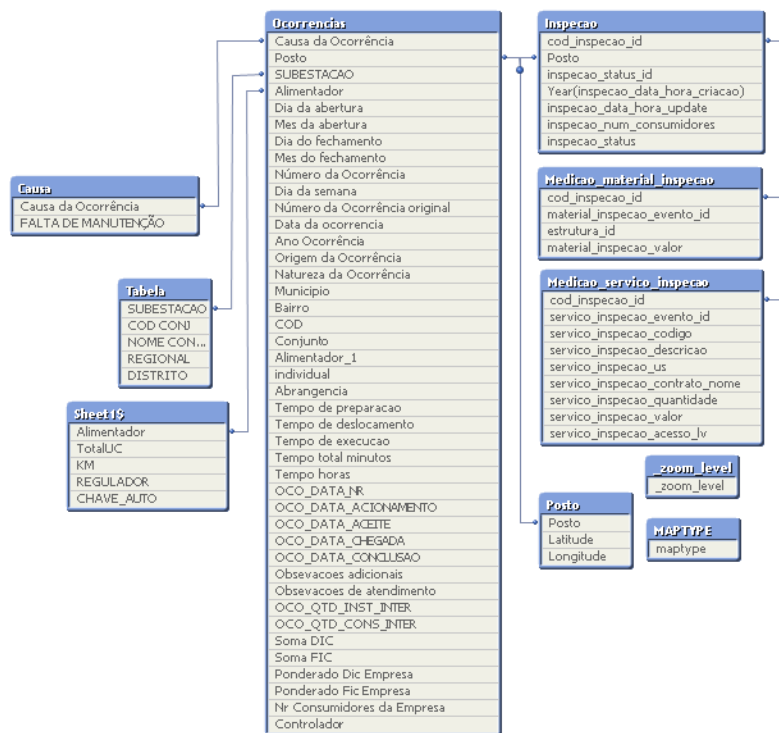 Ocorrencias
Causa da Ocorrência
Posto
SUBESTACAO
Alimentador
Dia da abertura
Mes da abertura
Dia do fechamento
Mes do fechamento
Número da Ocorrência
Dia da semana
Número da Ocorrência original
Data da ocorrencia
Ano Ocorrência
Origem da Ocorrência
Natureza da Ocorrência
Municipio
Bairro
COD
Conjunto
Alimentador_1
individual
Abrangencia
Tempo de preparacao
Tempo de deslocamento
Tempo de execucao
Tempo total minutos
Tempo horas
OCO_DATA_NR
OCO_DATA_ACIONAMENTO
OCO_DATA_ACEITE
OCO_DATA_CHEGADA
OCO_DATA_CONCLUSAO
Obsevacoes adicionais
Obsevacoes de atendimento
OCO_QTD_INST_INTER
OCO_QTD_CONS_INTER
Soma DIC
Soma FIC
Ponderado Dic Empresa
Ponderado Fic Empresa
Nr Consumidores da Empresa
Controlador
Causa
Causa da Ocorrência
FALTA DE MANUTENÇÃO
Tabela
SUBESTACAO
COD CONJ
NOME CON...
REGIONAL
DISTRITO
Sheet1$
Alimentador
TotalUC
KM
REGULADOR
CHAVE_AUTO
Inspecao
cod_inspecao_id
Posto
inspecao_status_id
Year(inspecao_data_hora_criacao)
inspecao_data_hora_update
inspecao_num_consumidores
inspecao_status
Medicao_material_inspecao
cod_inspecao_id
material_inspecao_evento_id
estrutura_id
material_inspecao_valor
Medicao_servico_inspecao
cod_inspecao_id
servico_inspecao_evento_id
servico_inspecao_codigo
servico_inspecao_descricao
servico_inspecao_us
servico_inspecao_contrato_nome
servico_inspecao_quantidade
servico_inspecao_valor
servico_inspecao_acesso_lv
_zoom_level
_zoom_level
Posto
Posto
Latitude
Longitude
MAPTYPE
maptype